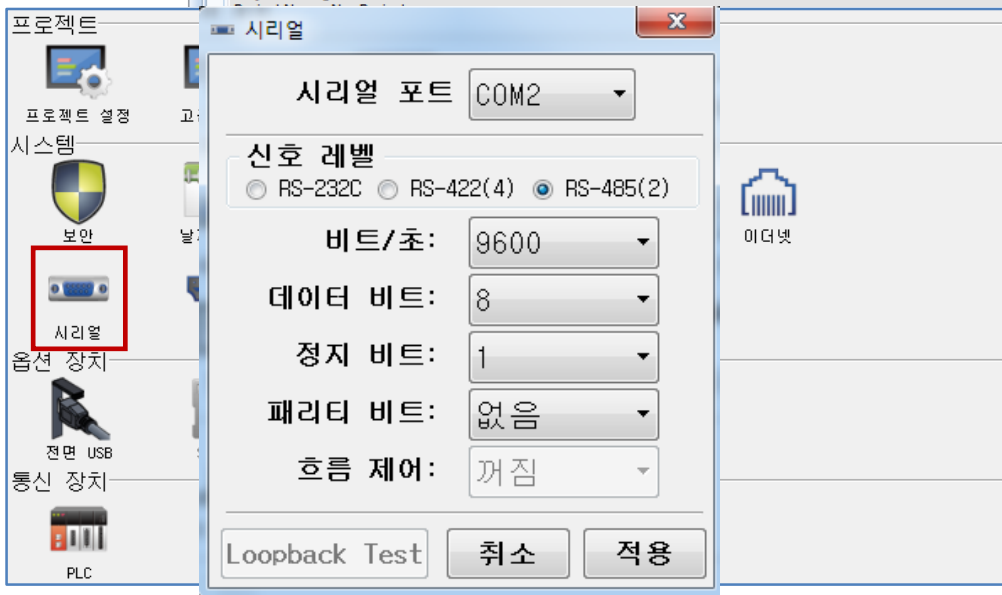 프로젝트
프로젝트 설정
시스템
보안
시리얼
이더넷
옵션 장치
전면 USB
통신 장치
PLC
시리얼
시리얼 포트 COM2
신호 레벨
RS-232C RS-422(4) RS-485(2)
비트/초: 9600
데이터 비트: 8
정지 비트: 1
패리티 비트: 없음
흐름 제어: 꺼짐
Loopback Test 취소 적용